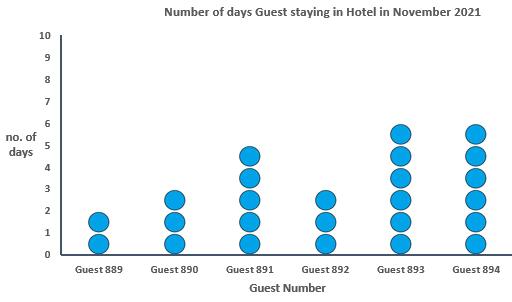 Number of days Guest staying in Hotel in November 2021
10
9
8
7
6
5
4
3
2
1
0
no. of
days
Guest 889 Guest 890 Guest 891 Guest 892 Guest 893 Guest 894
Guest Number